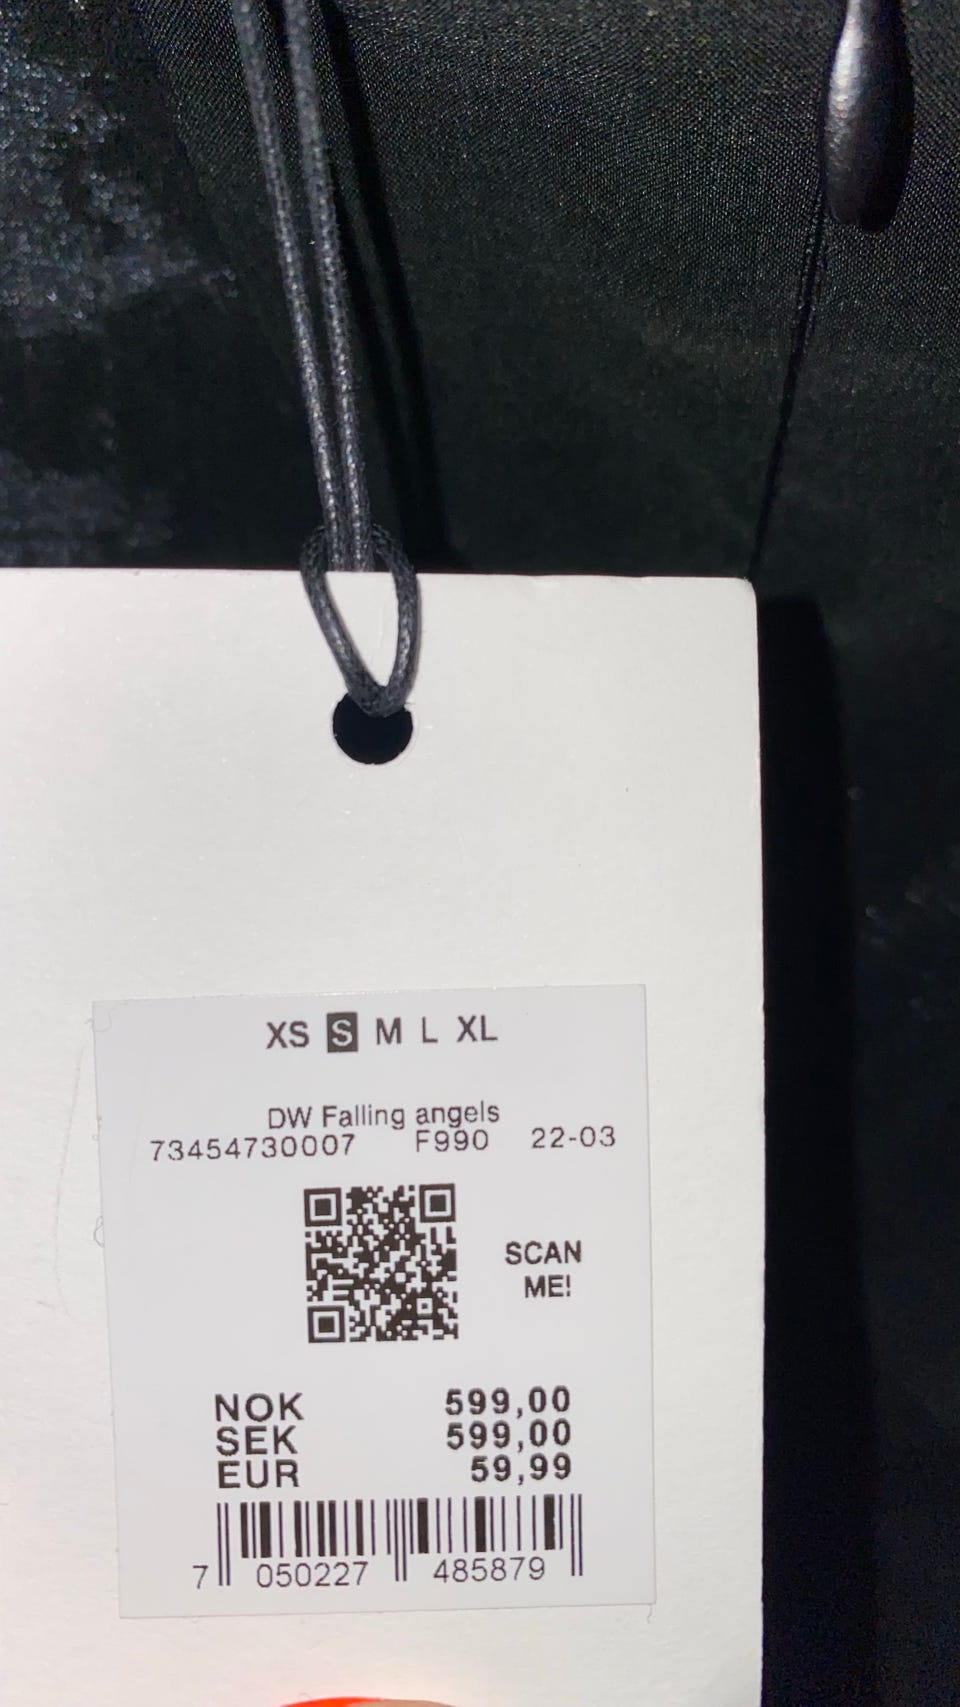 XS S M L XL
DW Falling angels
73454730007 F990 22-03
SCAN
ME!
NOK 599,00
SEK 599,00
EUR 59,99
7 050227 485879